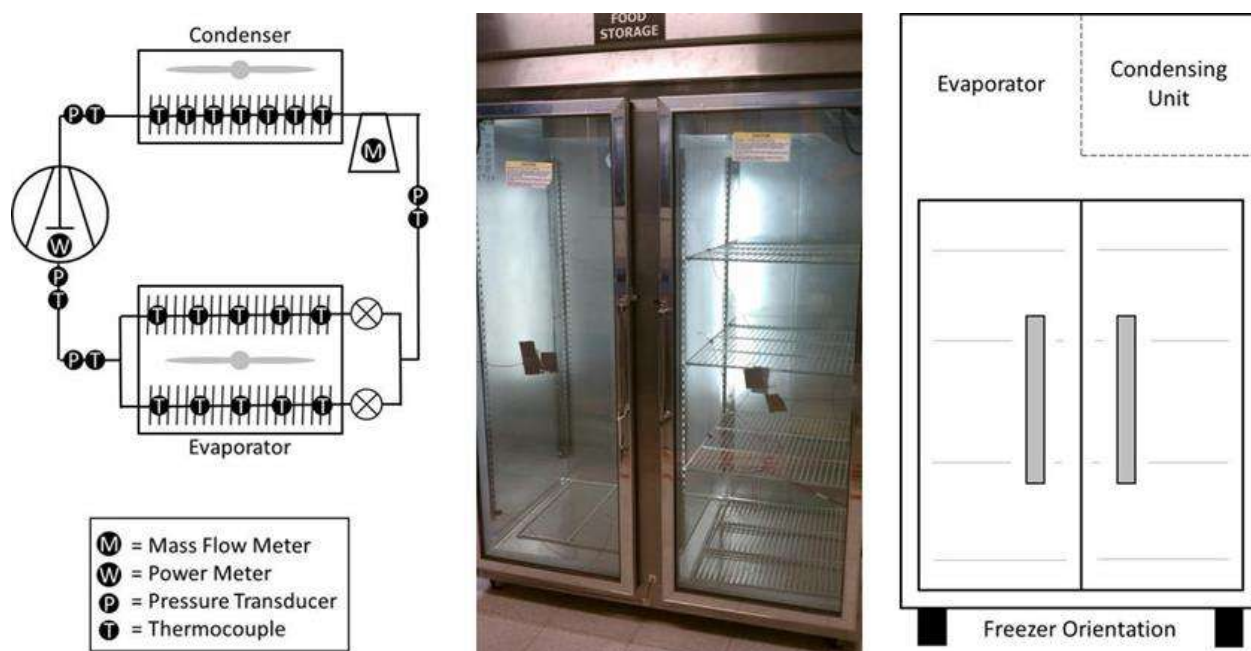 Condenser
P T
T T T T T T T
M
P
T
W
P
T
T T T T T
P T
T T T T T
Evaporator
M = Mass Flow Meter
W = Power Meter
P = Pressure Transducer
T = Thermocouple
FOOD
STORAGE
Evaporator
Condensing
Unit
Freezer Orientation